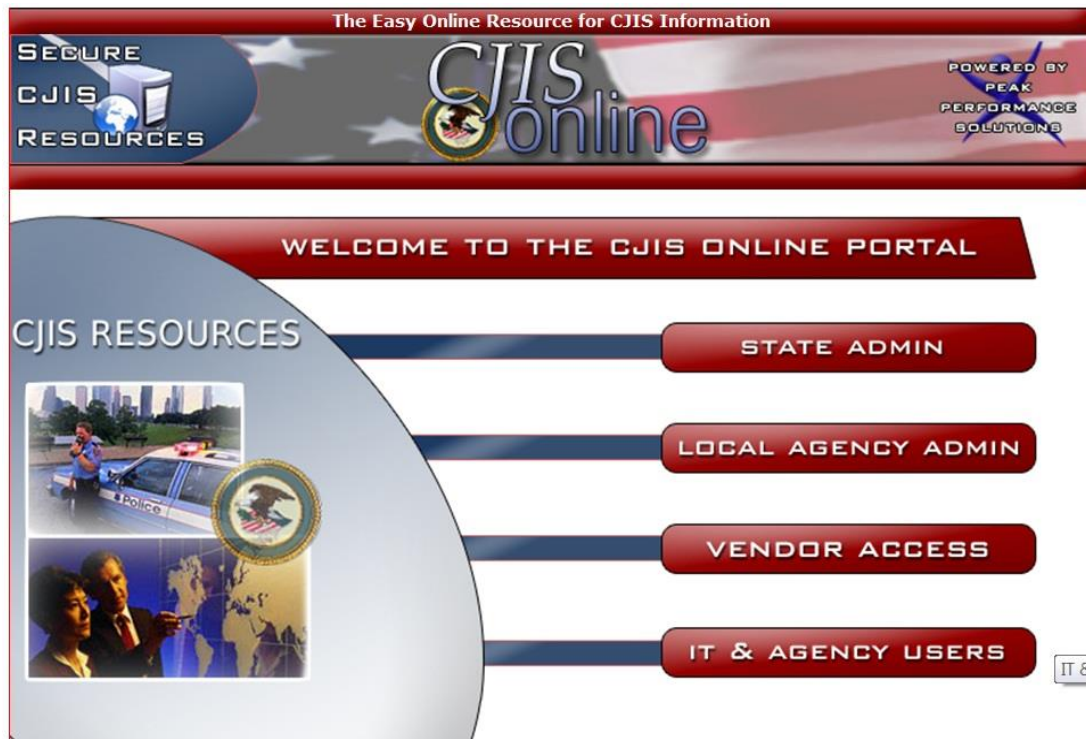 The Easy Online Resource for CJIS Information
SECURE
CJIS
RESOURCES
CJIS
online
POWERED BY
PEAK
PERFORMANCE
SOLUTIONS
WELCOME TO THE CJIS ONLINE PORTAL
CJIS RESOURCES
STATE ADMIN
LOCAL AGENCY ADMIN
Police
VENDOR ACCESS
IT & AGENCY USERS
IT &